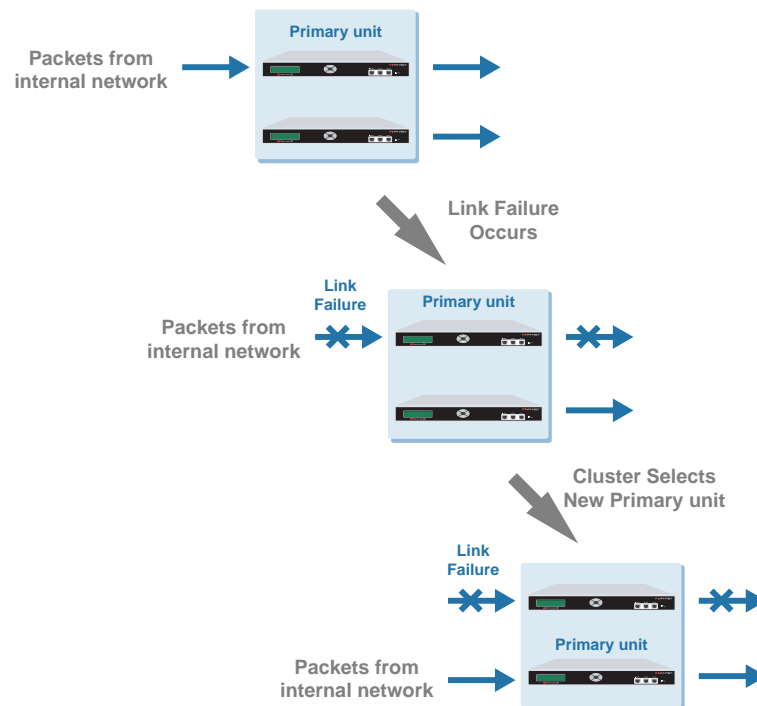 Primary unit
Packets from
internal network
Link Failure
Occurs
Link
Failure
Primary unit
Packets from
internal network
Cluster Selects
New Primary unit
Link
Failure
Primary unit
Packets from
internal network